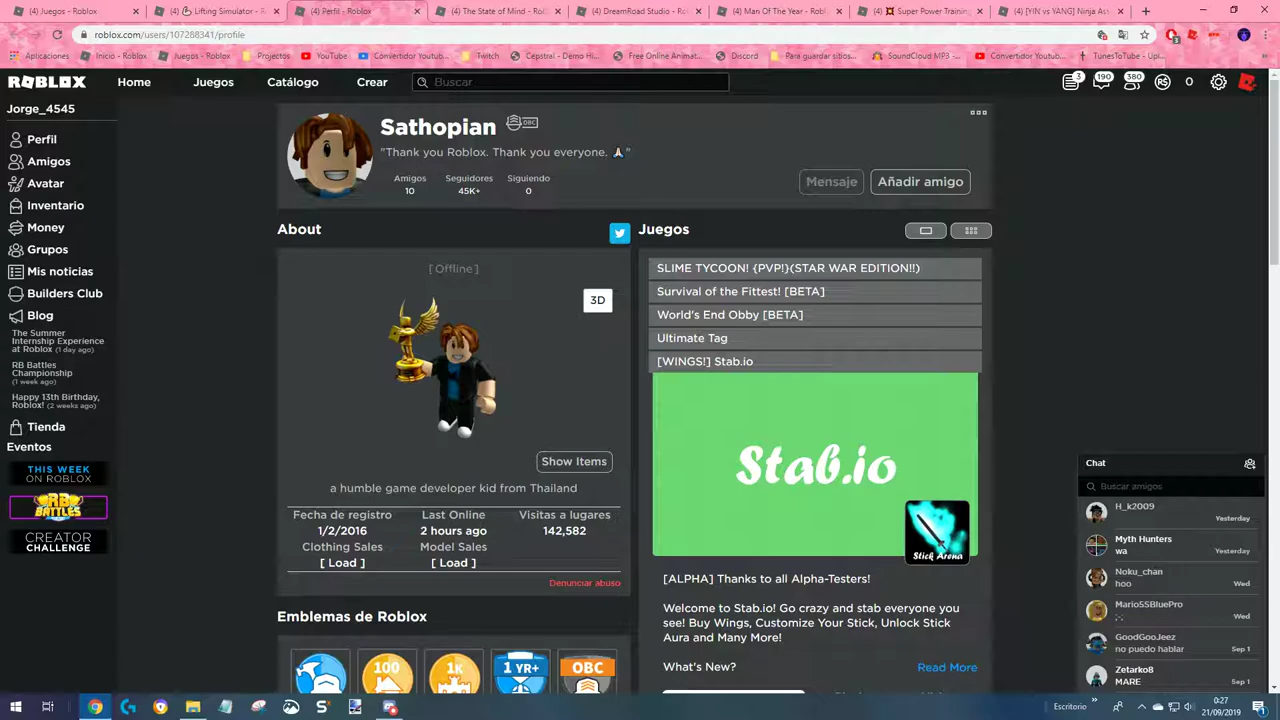 (4) Juegos - Roblox
(4) Lifting Simulator - Roblox
(4) Perfil - Roblox
(4) The State of Mind - Roblox
(4) DreamRoad Studio - Roblox
(4) Man Of The Year - Roblox
(4) 💥 Super Power Training
(4) [YIN vs YANG] Ninja Ass
roblox.com/users/107288341/profile
Aplicaciones
Inicio - Roblox
Juegos - Roblox
Projectos
YouTube
Convertidor Youtub...
Twitch
Cepstral - Demo Hi...
Free Online Animat...
Discord
Para guardar sitios...
SoundCloud MP3 -...
Convertidor Youtub...
TunesToTube - Upl...
ROBLOX
Home
Juegos
Catálogo
Crear
Buscar
3
190
380
0
Jorge_4545
Perfil
Amigos
Avatar
Inventario
Money
Grupos
Mis noticias
Builders Club
Blog
The Summer
Internship Experience
at Roblox (1 day ago)
RB Battles
Championship
(1 week ago)
Happy 13th Birthday,
Roblox! (2 weeks ago)
Tienda
Eventos
THIS WEEK
ON ROBLOX
RB
BATTLES
CREATOR
CHALLENGE
Sathopian
OBC
"Thank you Roblox. Thank you everyone. 🙏🏻"
Amigos
10
Seguidores
45K+
Siguiendo
0
Mensaje
Añadir amigo
About
[ Offline ]
3D
Show Items
a humble game developer kid from Thailand
Fecha de registro
1/2/2016
Last Online
2 hours ago
Visitas a lugares
142,582
Clothing Sales
[ Load ]
Model Sales
[ Load ]
Denunciar abuso
Emblemas de Roblox
100
1K
1 YR+
OBC
Juegos
SLIME TYCOON! {PVP!}(STAR WAR EDITION!!)
Survival of the Fittest! [BETA]
World's End Obby [BETA]
Ultimate Tag
[WINGS!] Stab.io
Stab.io
Stick Arena
[ALPHA] Thanks to all Alpha-Testers!
Welcome to Stab.io! Go crazy and stab everyone you
see! Buy Wings, Customize Your Stick, Unlock Stick
Aura and Many More!
What's New?
Read More
Chat
Buscar amigos
H_k2009
Yesterday
Myth Hunters
wa
Yesterday
Noku_chan
hoo
Wed
Mario5SBluePro
:-.
Wed
GoodGooJeez
no puedo hablar
Sep 1
Zetarko8
MARE
Sep 1
Escritorio
0:27
21/09/2019
1